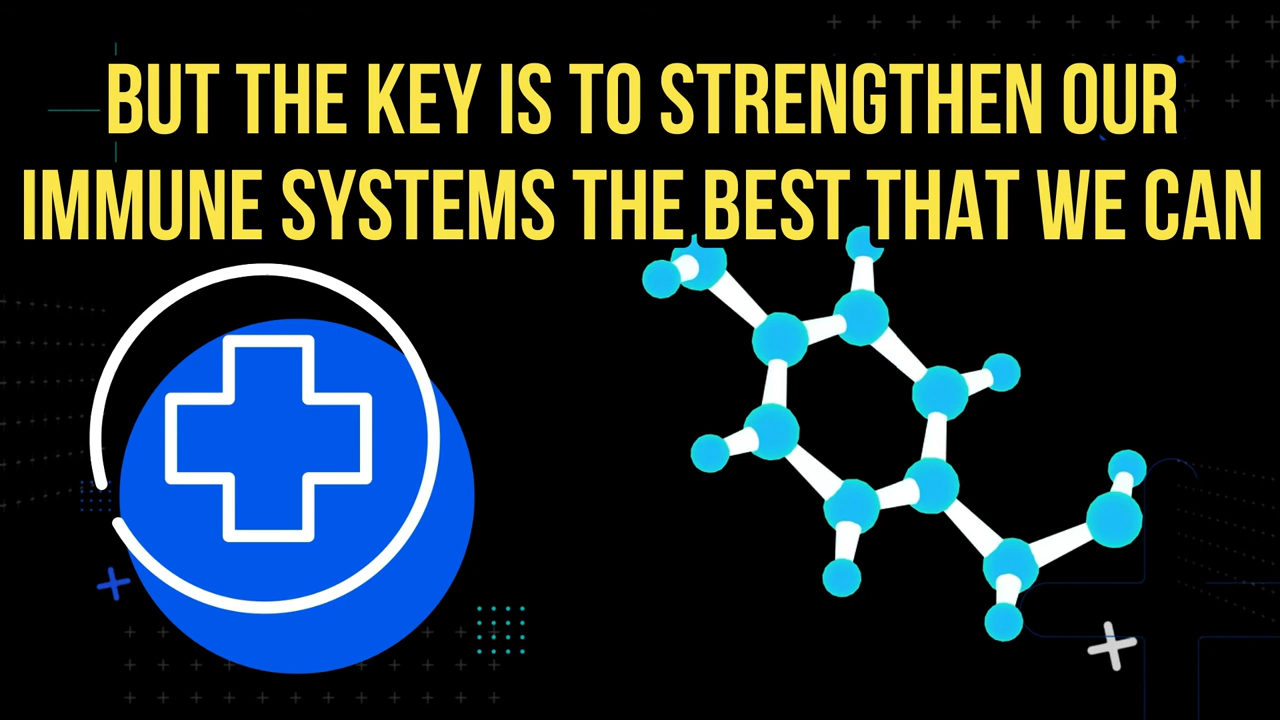 BUT THE KEY IS TO STRENGTHEN OUR
IMMUNE SYSTEMS THE BEST THAT WE CAN